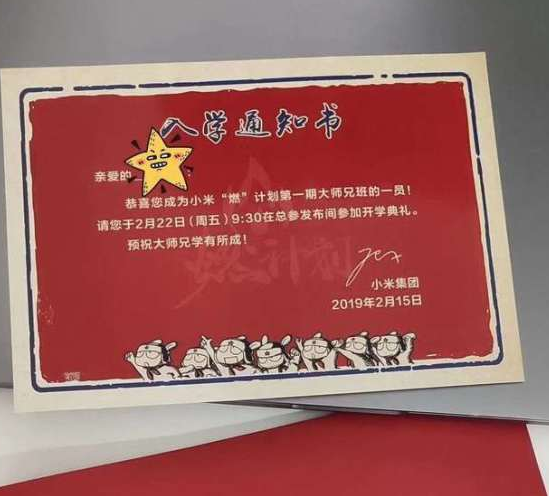 入学通知书
亲爱的
恭喜您成为小米“燃”计划第一期大师兄班的一员！
请您于2月22日（周五）9:30在总参发布间参加开学典礼。
预祝大师兄学有所成！
燃计划
小米集团
2019年2月15日